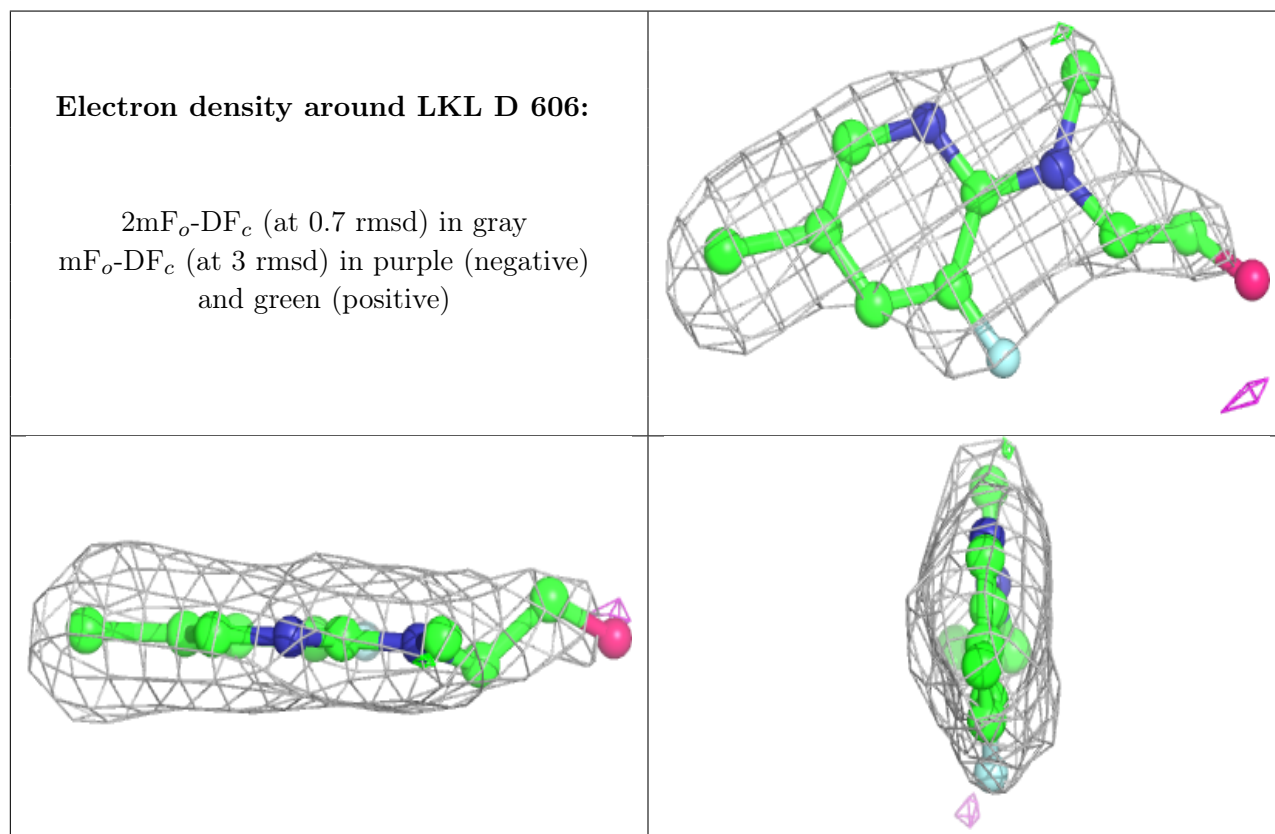 Electron density around LKL D 606:
2mFo-DFc (at 0.7 rmsd) in gray
mFo-DFc (at 3 rmsd) in purple (negative)
and green (positive)